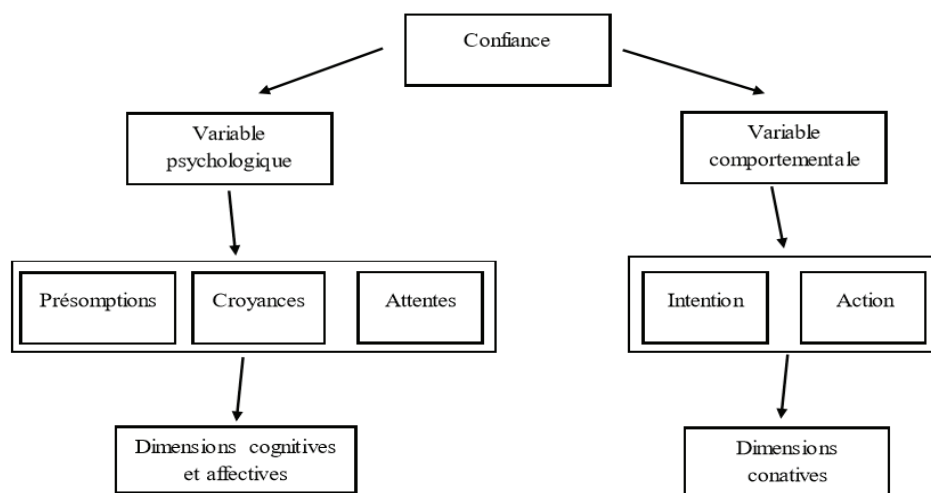 Confiance
Variable
psychologique
Variable
comportementale
Présomptions
Croyances
Attentes
Intention
Action
Dimensions cognitives
et affectives
Dimensions
conatives